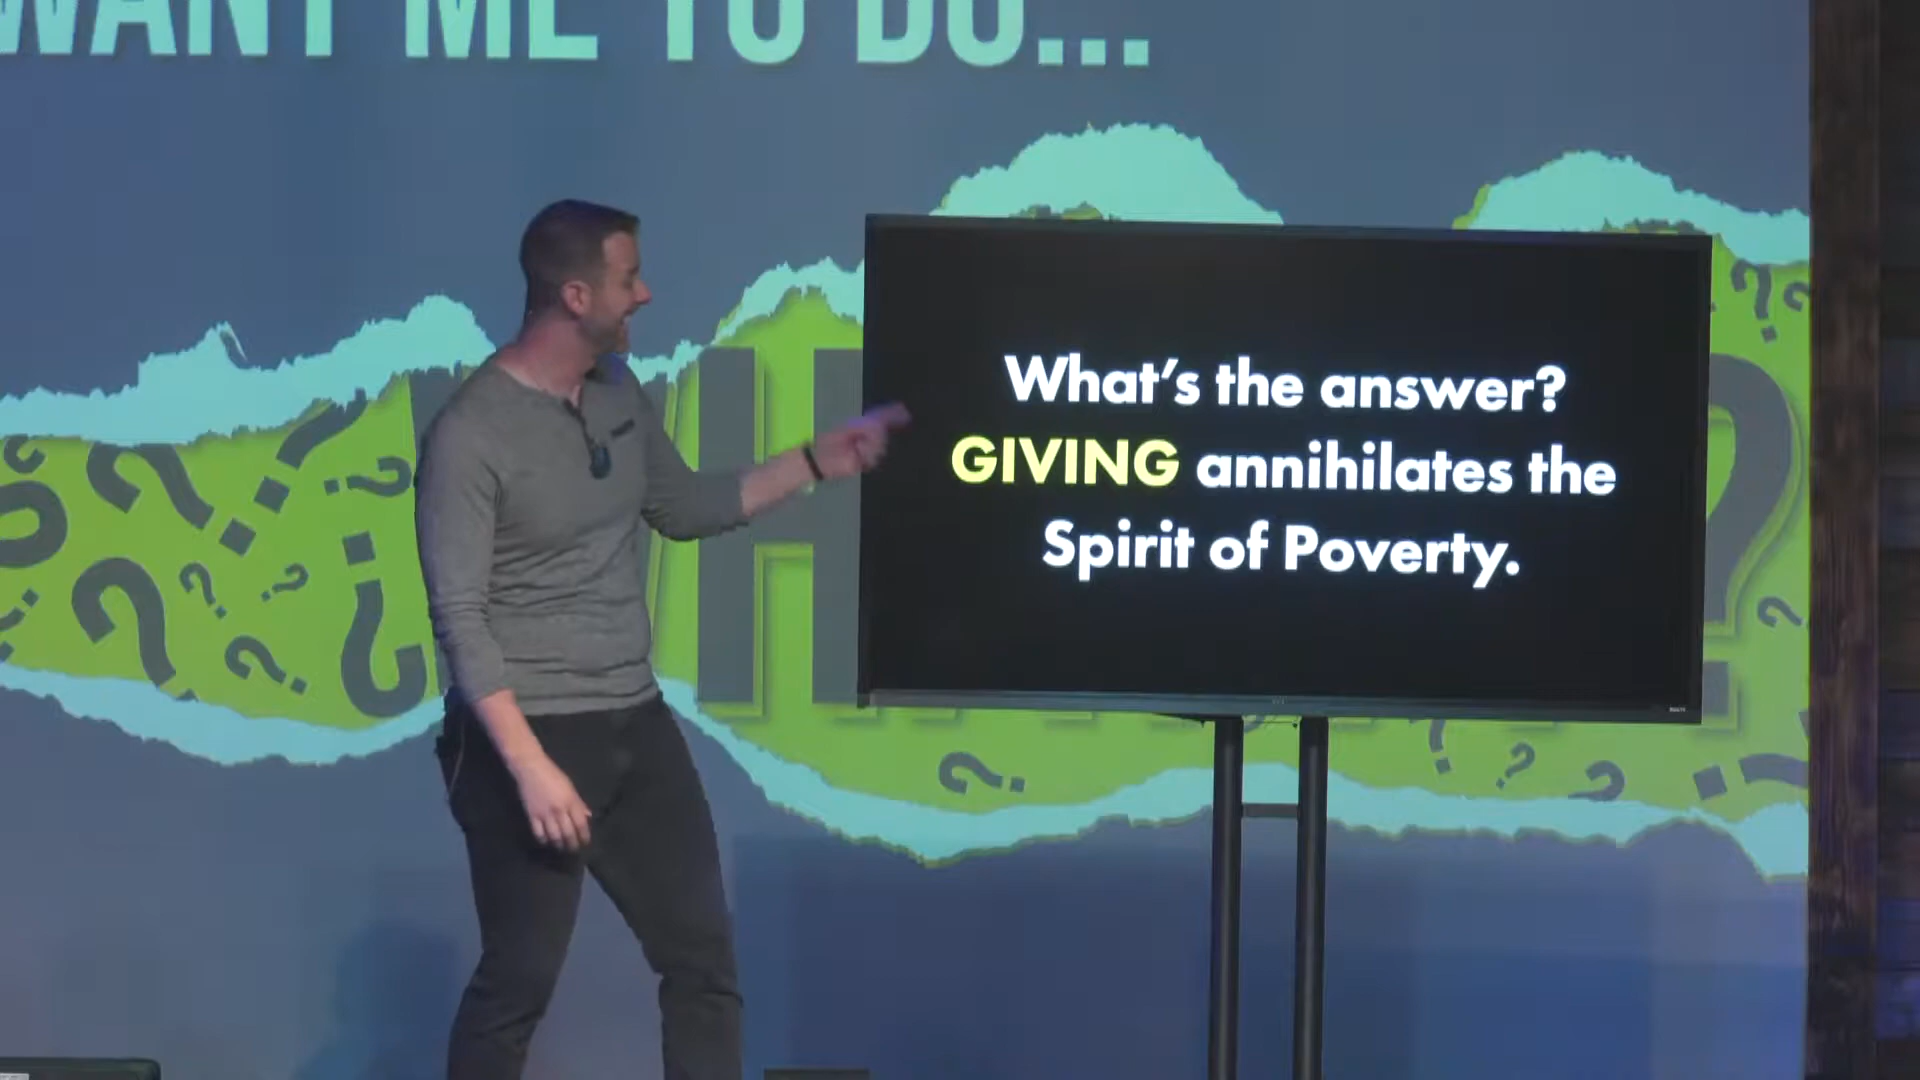 WANT ME TO DO...
What's the answer?
GIVING annihilates the
Spirit of Poverty.